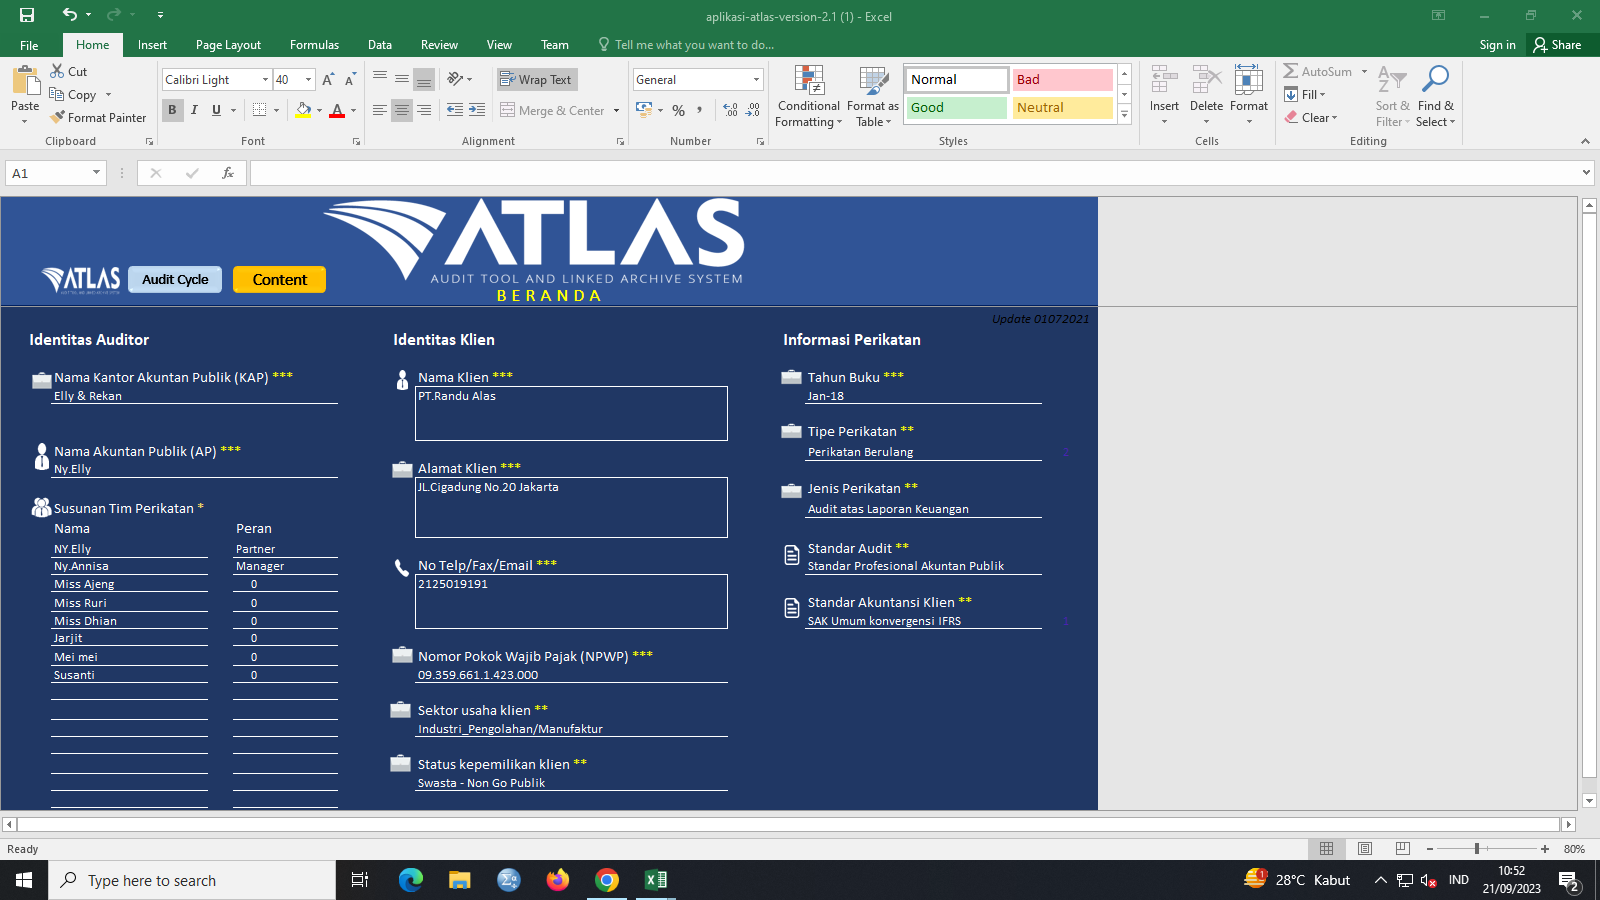 aplikasi-atlas-version-2.1 (1) - Excel
File Home Insert Page Layout Formulas Data Review View Team Tell me what you want to do... Sign in Share
Paste
Cut
Copy
Format Painter
Clipboard
Calibri Light 40 A A
B I U A
Font
Wrap Text
Merge & Center
Alignment
General
% ,
Number
Conditional Formatting
Format as Table
Normal Bad
Good Neutral
Styles
Insert Delete Format
Cells
AutoSum
Fill
Clear
Sort & Filter
Find & Select
Editing
A1 fx
ATLAS
AUDIT TOOL AND LINKED ARCHIVE SYSTEM
BERANDA
ATLAS
Audit Cycle
Content
Update 01072021
Identitas Auditor
Nama Kantor Akuntan Publik (KAP) ***
Elly & Rekan
Nama Akuntan Publik (AP) ***
Ny.Elly
Susunan Tim Perikatan *
Nama Peran
NY.Elly Partner
Ny.Annisa Manager
Miss Ajeng 0
Miss Ruri 0
Miss Dhian 0
Jarjit 0
Mei mei 0
Susanti 0
Identitas Klien
Nama Klien ***
PT.Randu Alas
Alamat Klien ***
JL.Cigadung No.20 Jakarta
No Telp/Fax/Email ***
2125019191
Nomor Pokok Wajib Pajak (NPWP) ***
09.359.661.1.423.000
Sektor usaha klien **
Industri_Pengolahan/Manufaktur
Status kepemilikan klien **
Swasta - Non Go Publik
Informasi Perikatan
Tahun Buku ***
Jan-18
Tipe Perikatan **
Perikatan Berulang
Jenis Perikatan **
Audit atas Laporan Keuangan
Standar Audit **
Standar Profesional Akuntan Publik
Standar Akuntansi Klien **
SAK Umum konvergensi IFRS
Ready 80%
Type here to search
1
28°C Kabut
IND
10:52
21/09/2023
2